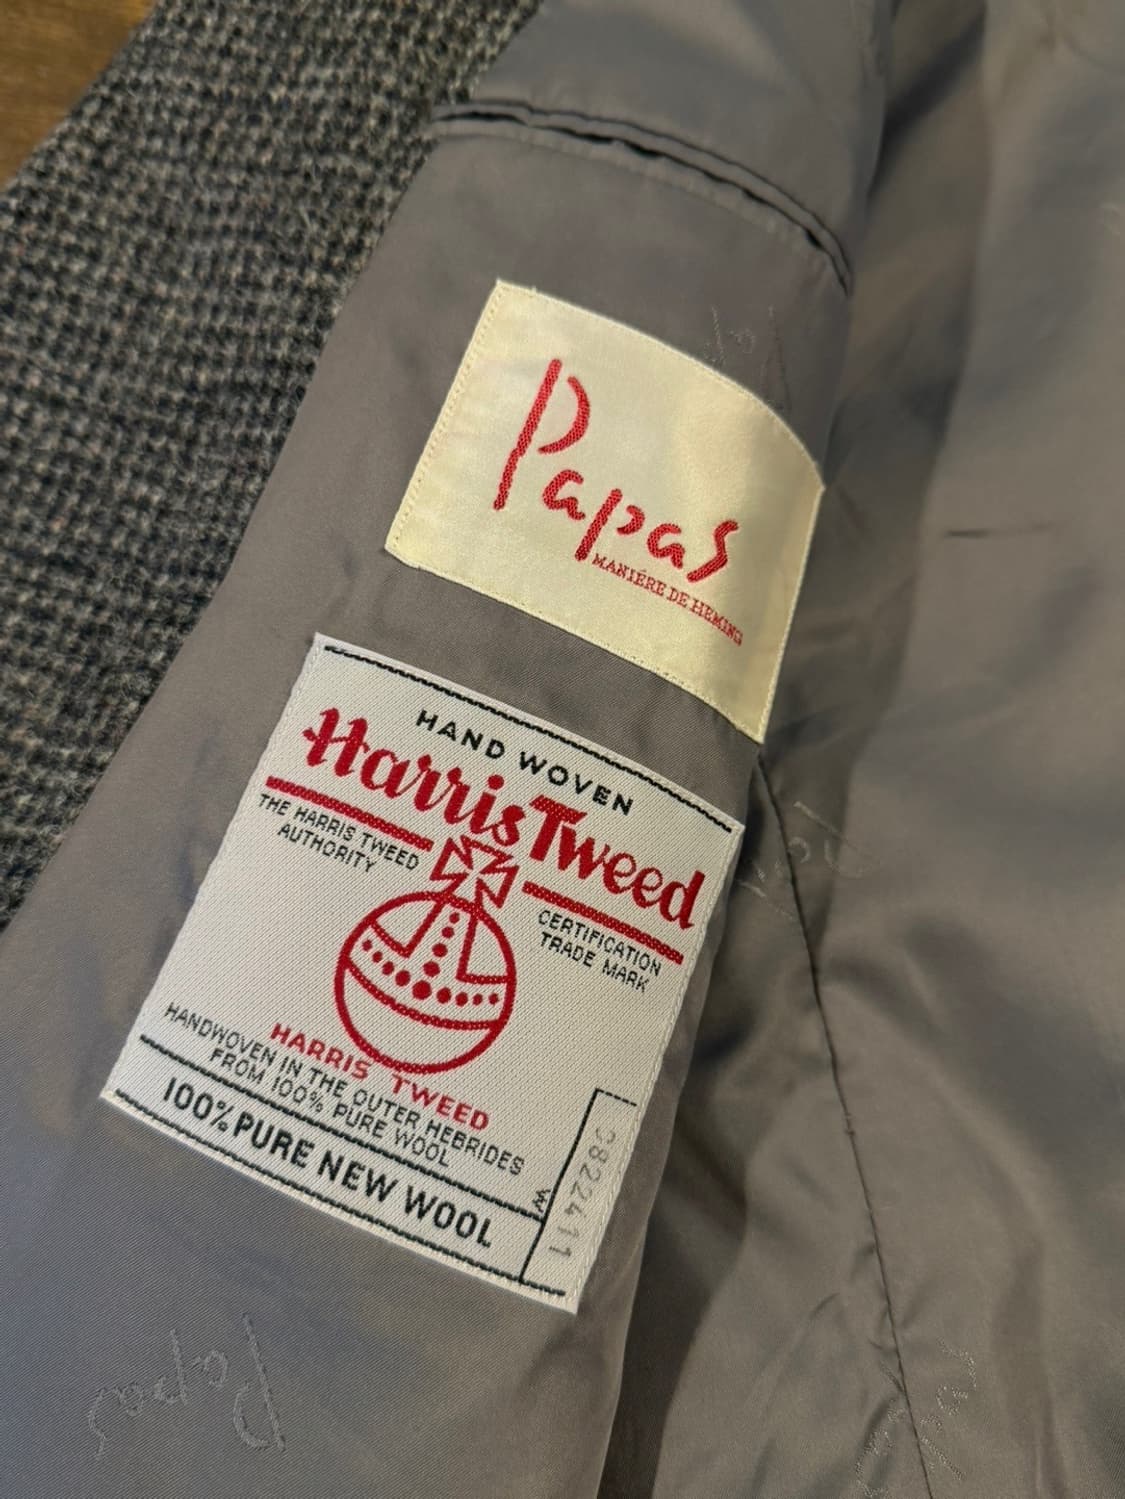 Papas
MANIÈRE DE HEMING
HAND WOVEN
Harris Tweed
THE HARRIS TWEED
AUTHORITY
CERTIFICATION
TRADE MARK
HARRIS TWEED
HANDWOVEN IN THE OUTER HEBRIDES
FROM 100% PURE WOOL
100% PURE NEW WOOL
W
3822411
Papas